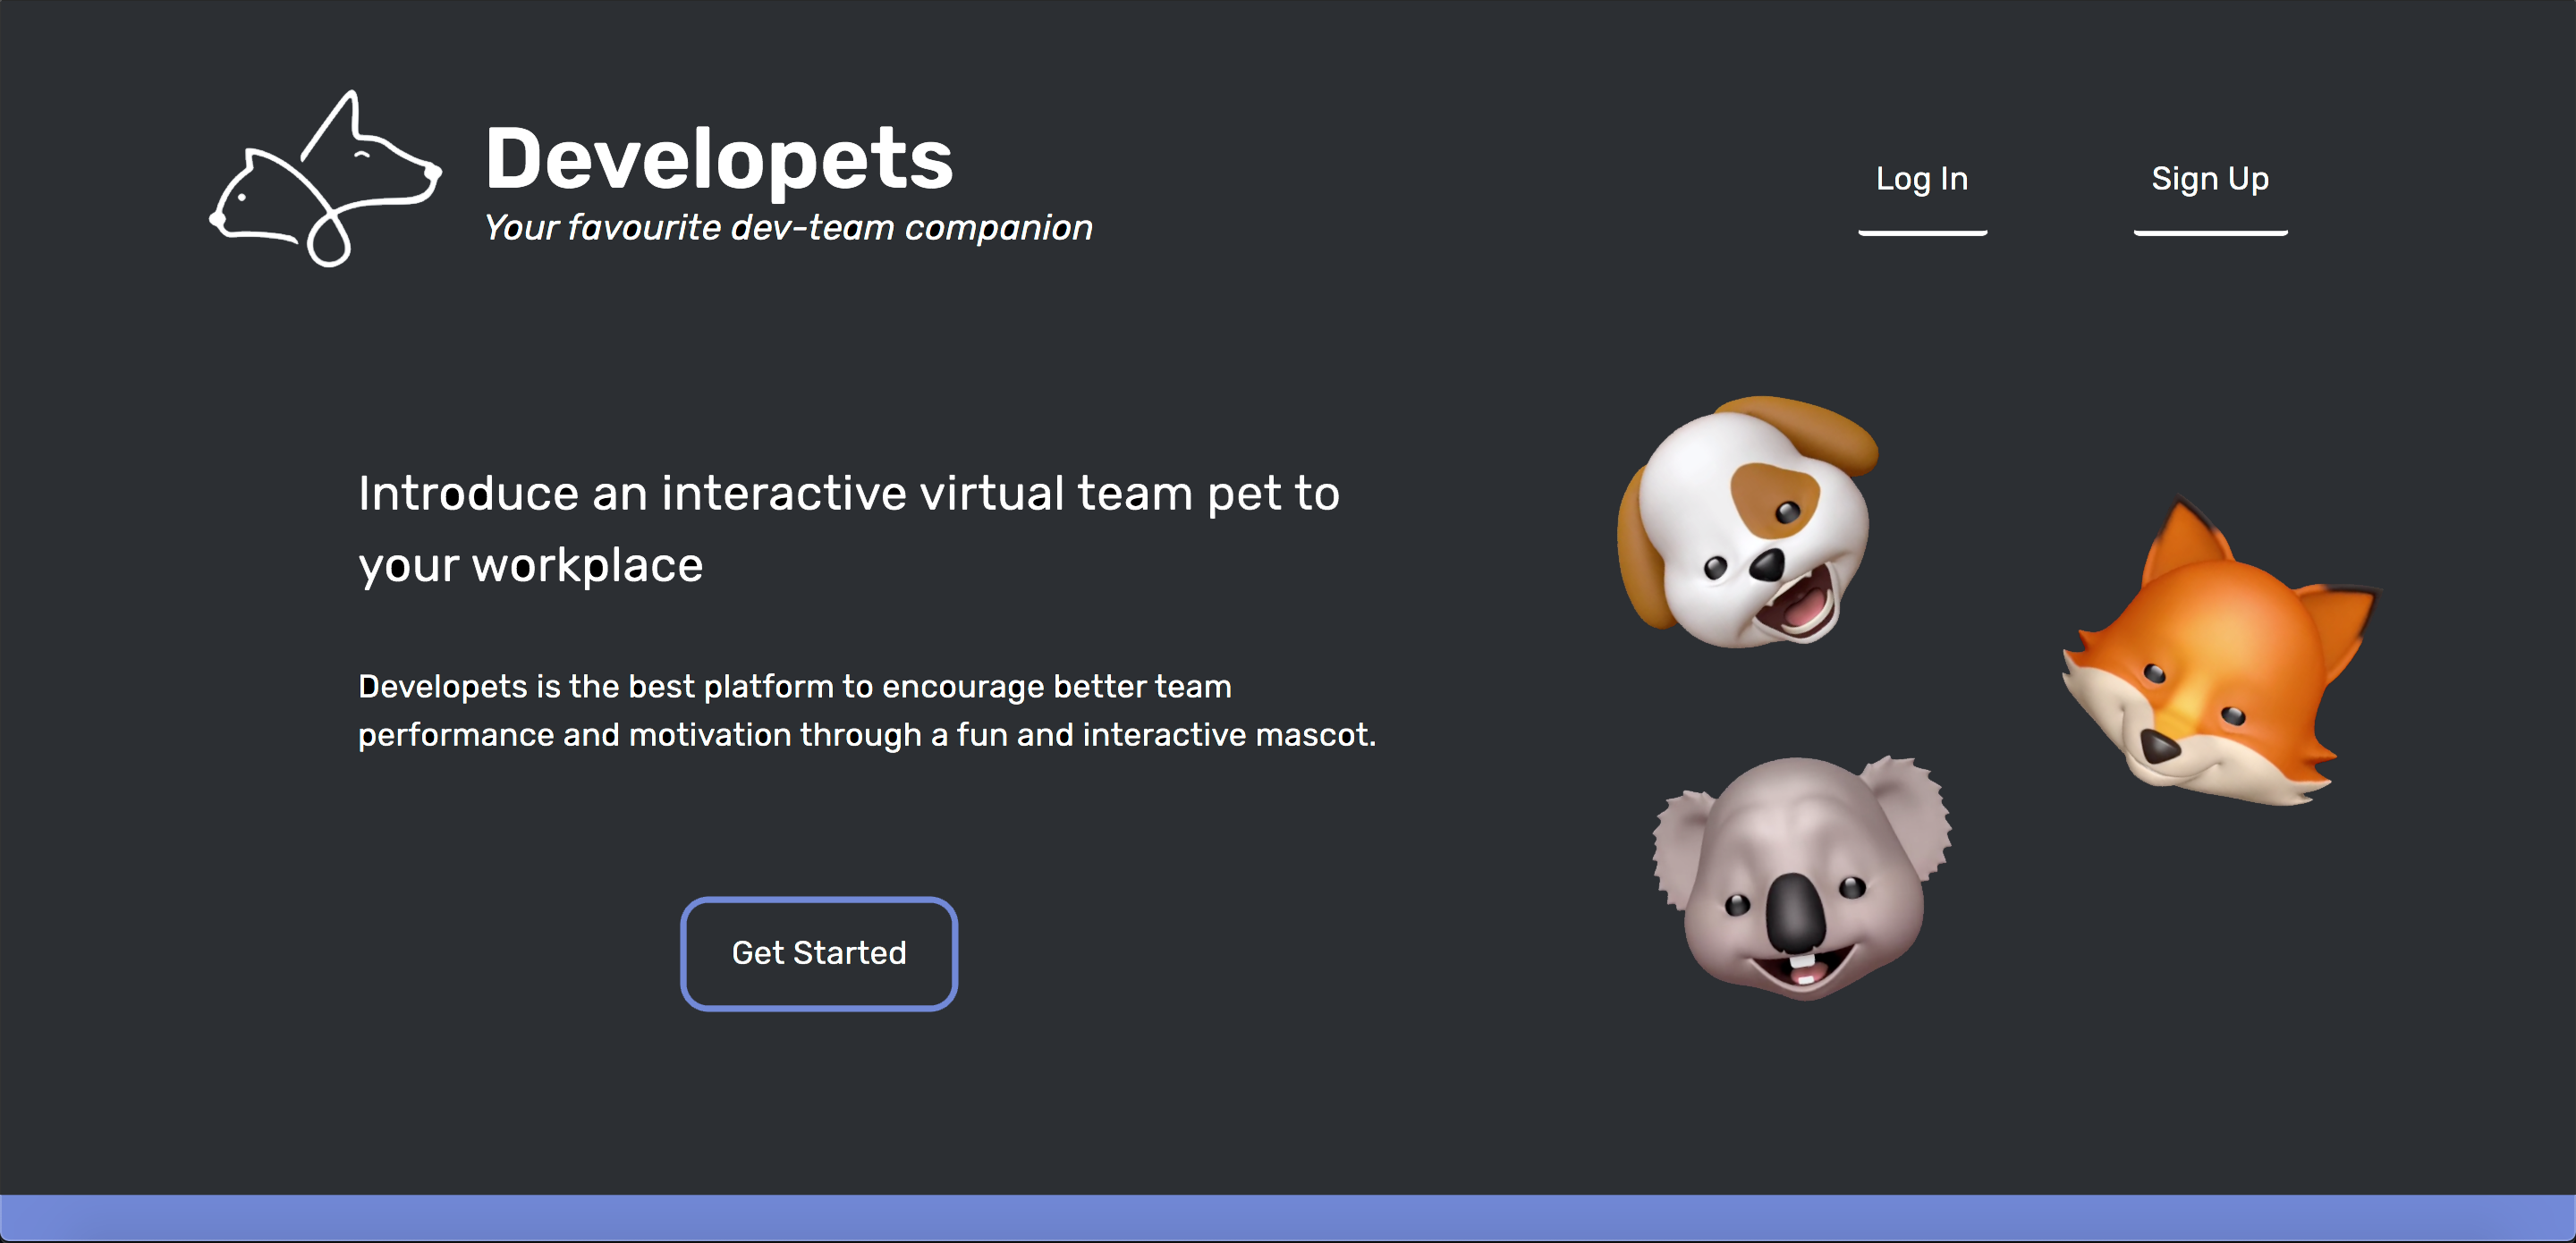 Developets
Your favourite dev-team companion
Log In
Sign Up
Introduce an interactive virtual team pet to
your workplace
Developets is the best platform to encourage better team
performance and motivation through a fun and interactive mascot.
Get Started